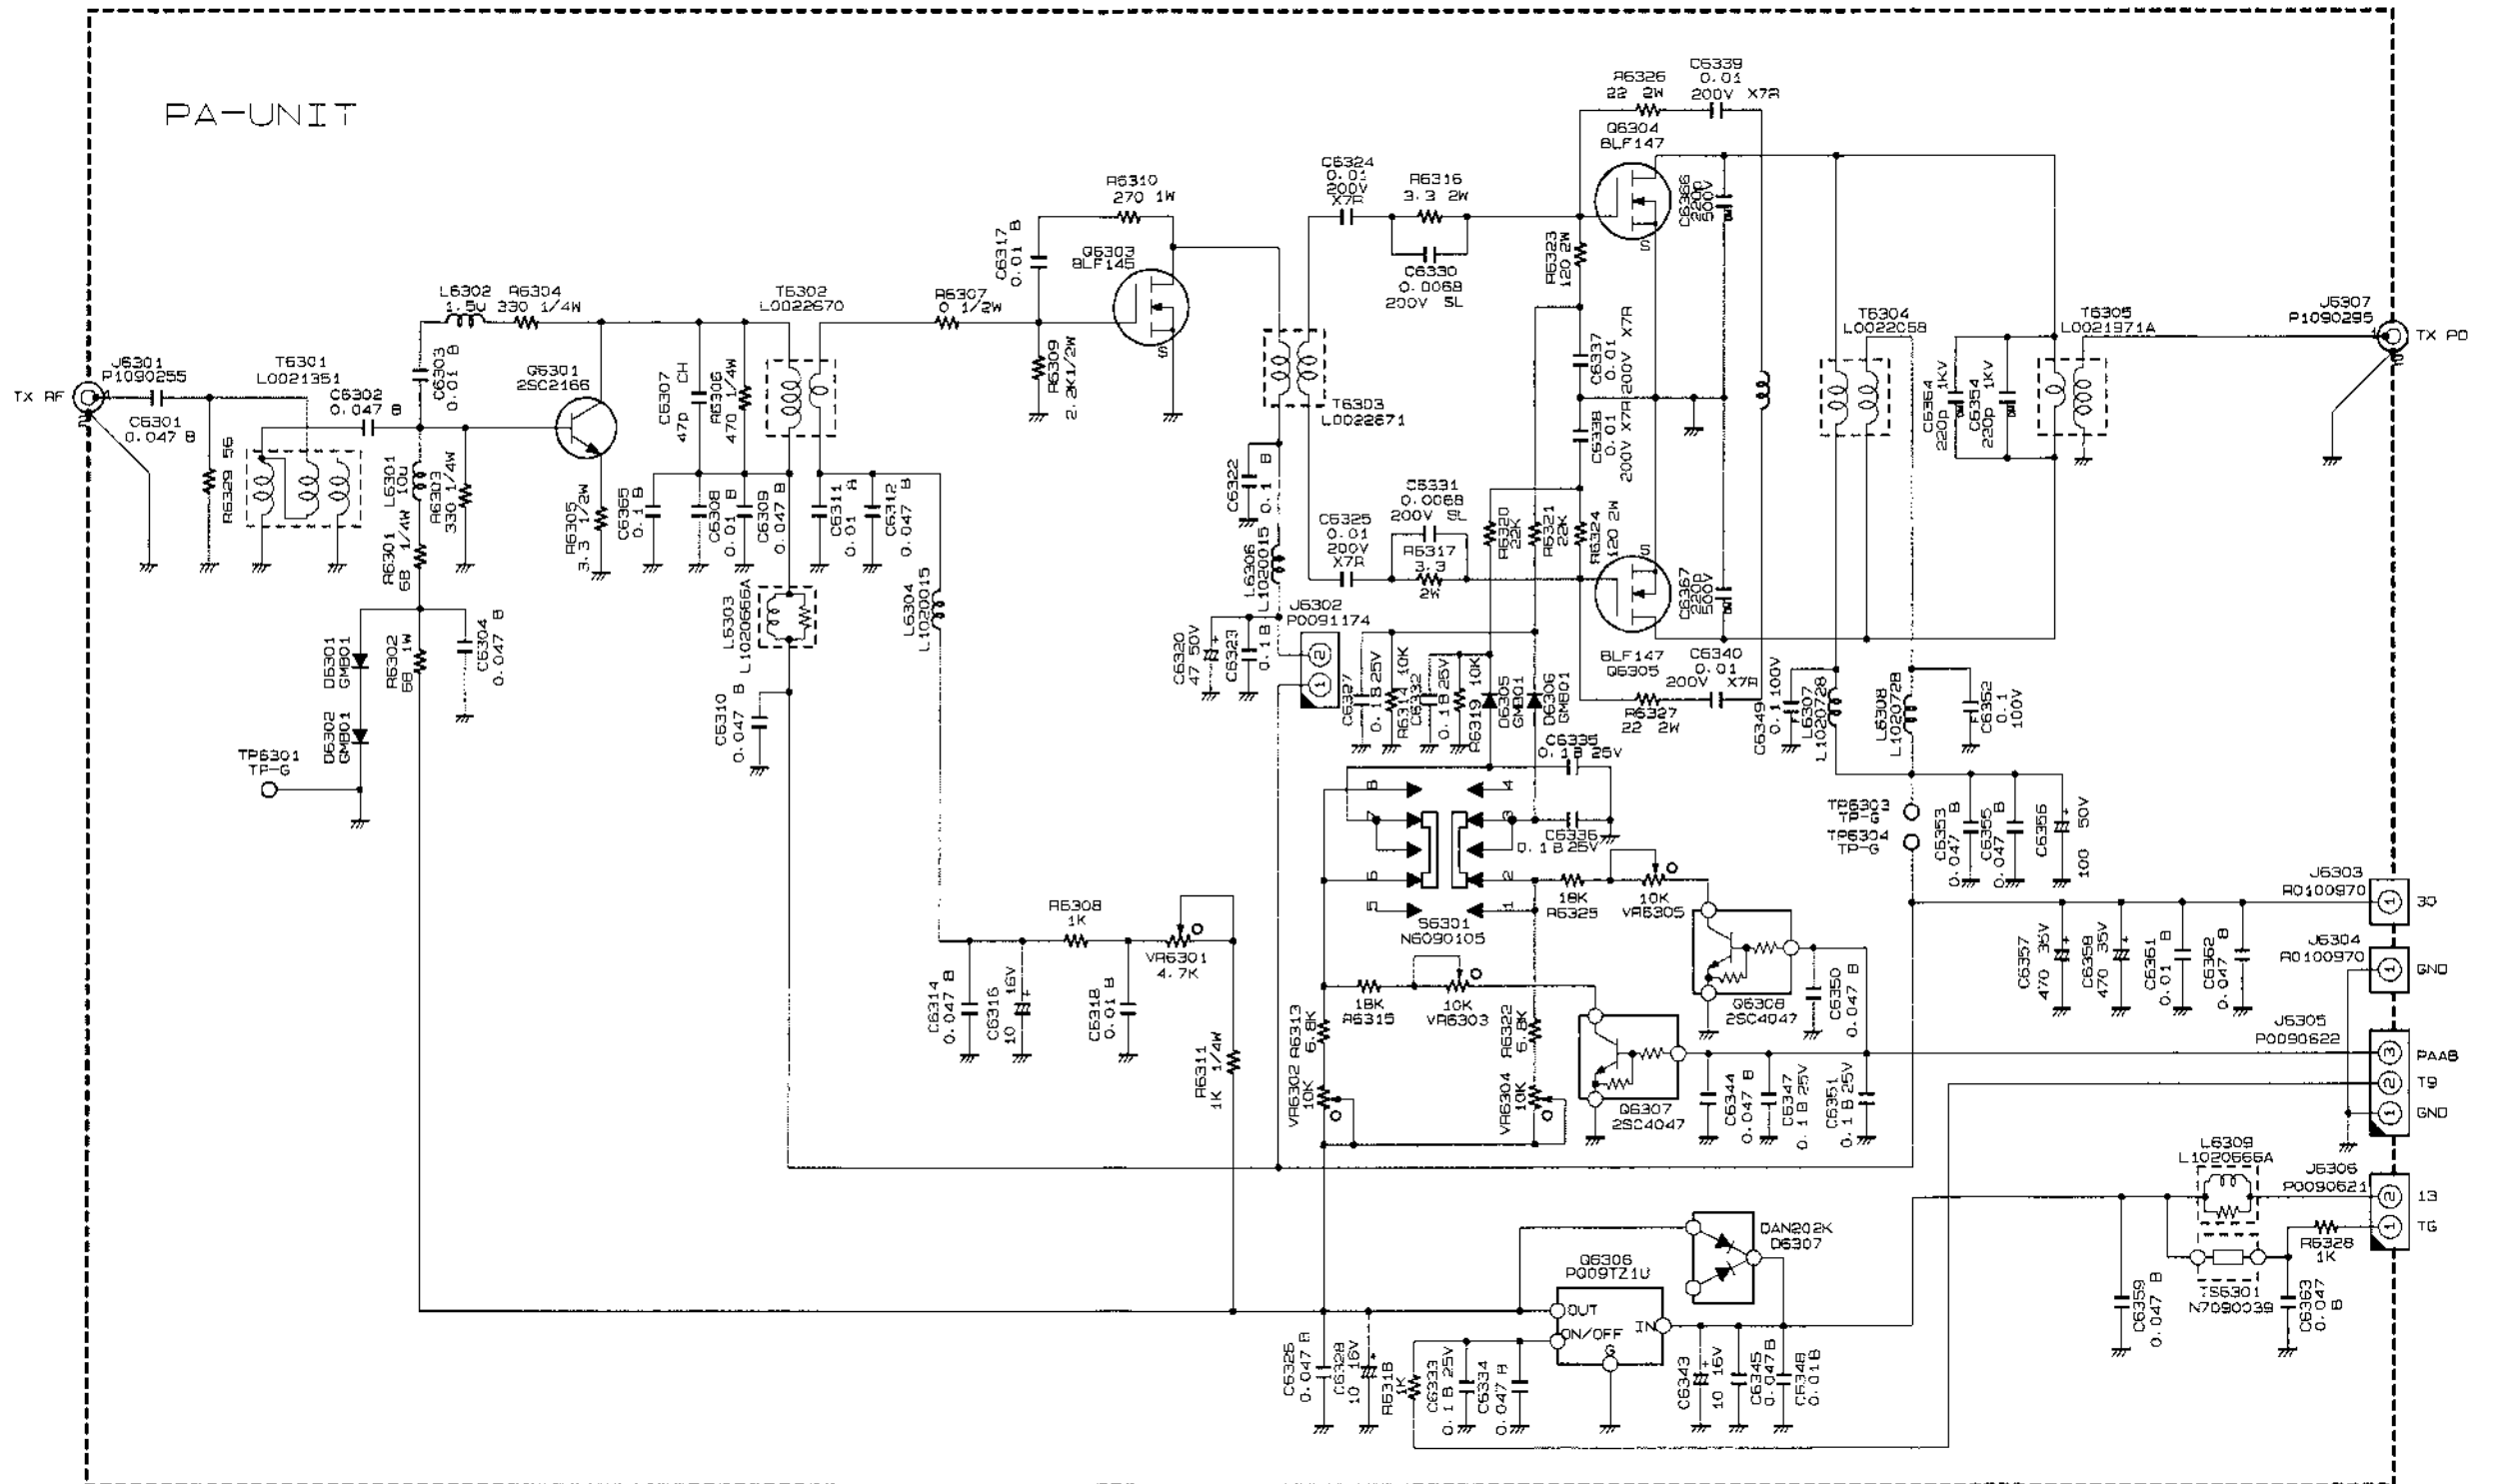 PA-UNIT
TX RF
J6301
P1090255
C6301
0.047 B
R6329 56
T6301
L0021351
C6302
0.047 B
C6303
0.01 B
L6302
1.5U
R6304
330 1/4W
L6301
10u
R6303
330 1/4W
R6301
68 1/4W
Q6301
2SC2166
R6305
3.3 1/2W
D6301
GMB01
D6302
GMB01
R6302
68 1W
C6304
0.047 B
TP6301
TP-G
C6307
47p CH
R6306
470 1/4W
T6302
L0022670
C6365
0.1 B
C6308
0.01 B
C6309
0.047 B
C6311
0.01 B
C6312
0.047 B
L6303
L1020666A
C6310
0.047 B
L6304
L1020015
R6307
0 1/2W
C6317
0.01 B
R6310
270 1W
Q6303
BLF145
S
R6309
2.2K1/2W
C6314
0.047 B
C6316
10 16V
R6308
1K
C6318
0.01 B
VR6301
4.7K
R6311
1K 1/4W
T6303
L0022671
C6322
0.1 B
L6306
L1020015
C6320
47 50V
C6323
0.1 B
J6302
P0091174
2
1
C6324
0.01
200V
X7R
R6316
3.3 2W
C6330
0.0068
200V SL
C6325
0.01
200V
X7R
C6331
0.0068
200V SL
R6317
3.3
2W
R6326
22 2W
C6339
0.01
200V X7R
Q6304
BLF147
S
C6366
500V
R6323
120 2W
C6337
0.01
200V X7R
C6338
0.01
200V X7R
R6320
22K
R6321
22K
R6324
120 2W
S
BLF147
Q6305
C6367
500V
C6340
0.01
200V X7R
R6327
22 2W
C6327
0.1B 25V
R6314 10K
C6332
0.1B 25V
R6319 10K
D6305
GMB01
D6306
GMB01
C6335
0.1B 25V
C6336
0.1B 25V
8
7
6
5
4
3
2
1
S6301
N6090105
18K
R6325
10K
VR6305
18K
R6315
10K
VR6303
R6313
6.8K
VR6302
10K
R6322
6.8K
VR6304
10K
Q6308
2SC4047
C6350
0.047 B
Q6307
2SC4047
C6344
0.047 B
C6347
0.1 B 25V
C6351
0.1 B 25V
T6304
L0022058
C6364
220p 1KV
C6354
220p 1KV
T6305
L0021971A
J6307
P1090295
TX PO
C6349
0.1 100V
L6307
L1020728
L6308
L1020728
C6352
0.1
100V
TP6303
TP-G
TP6304
TP-G
C6353
0.047 B
C6355
0.047 B
C6356
100 50V
C6357
470 35V
C6358
470 35V
C6361
0.01 B
C6362
0.047 B
J6303
R0100970
1
30
J6304
R0100970
1
GND
J6305
P0090622
3
PAAB
2
T9
1
GND
L6309
L1020666A
J6306
P0090621
2
13
1
TG
R6328
1K
TS6301
N7090039
C6359
0.047 B
C6363
0.047
B
DAN202K
D6307
Q6306
PQ09TZ1U
OUT
ON/OFF
IN
G
C6326
0.047 B
C6328
10 16V
R6318
1K
C6333
0.1 B 25V
C6334
0.047 B
C6343
10 16V
C6345
0.047B
C6348
0.01B